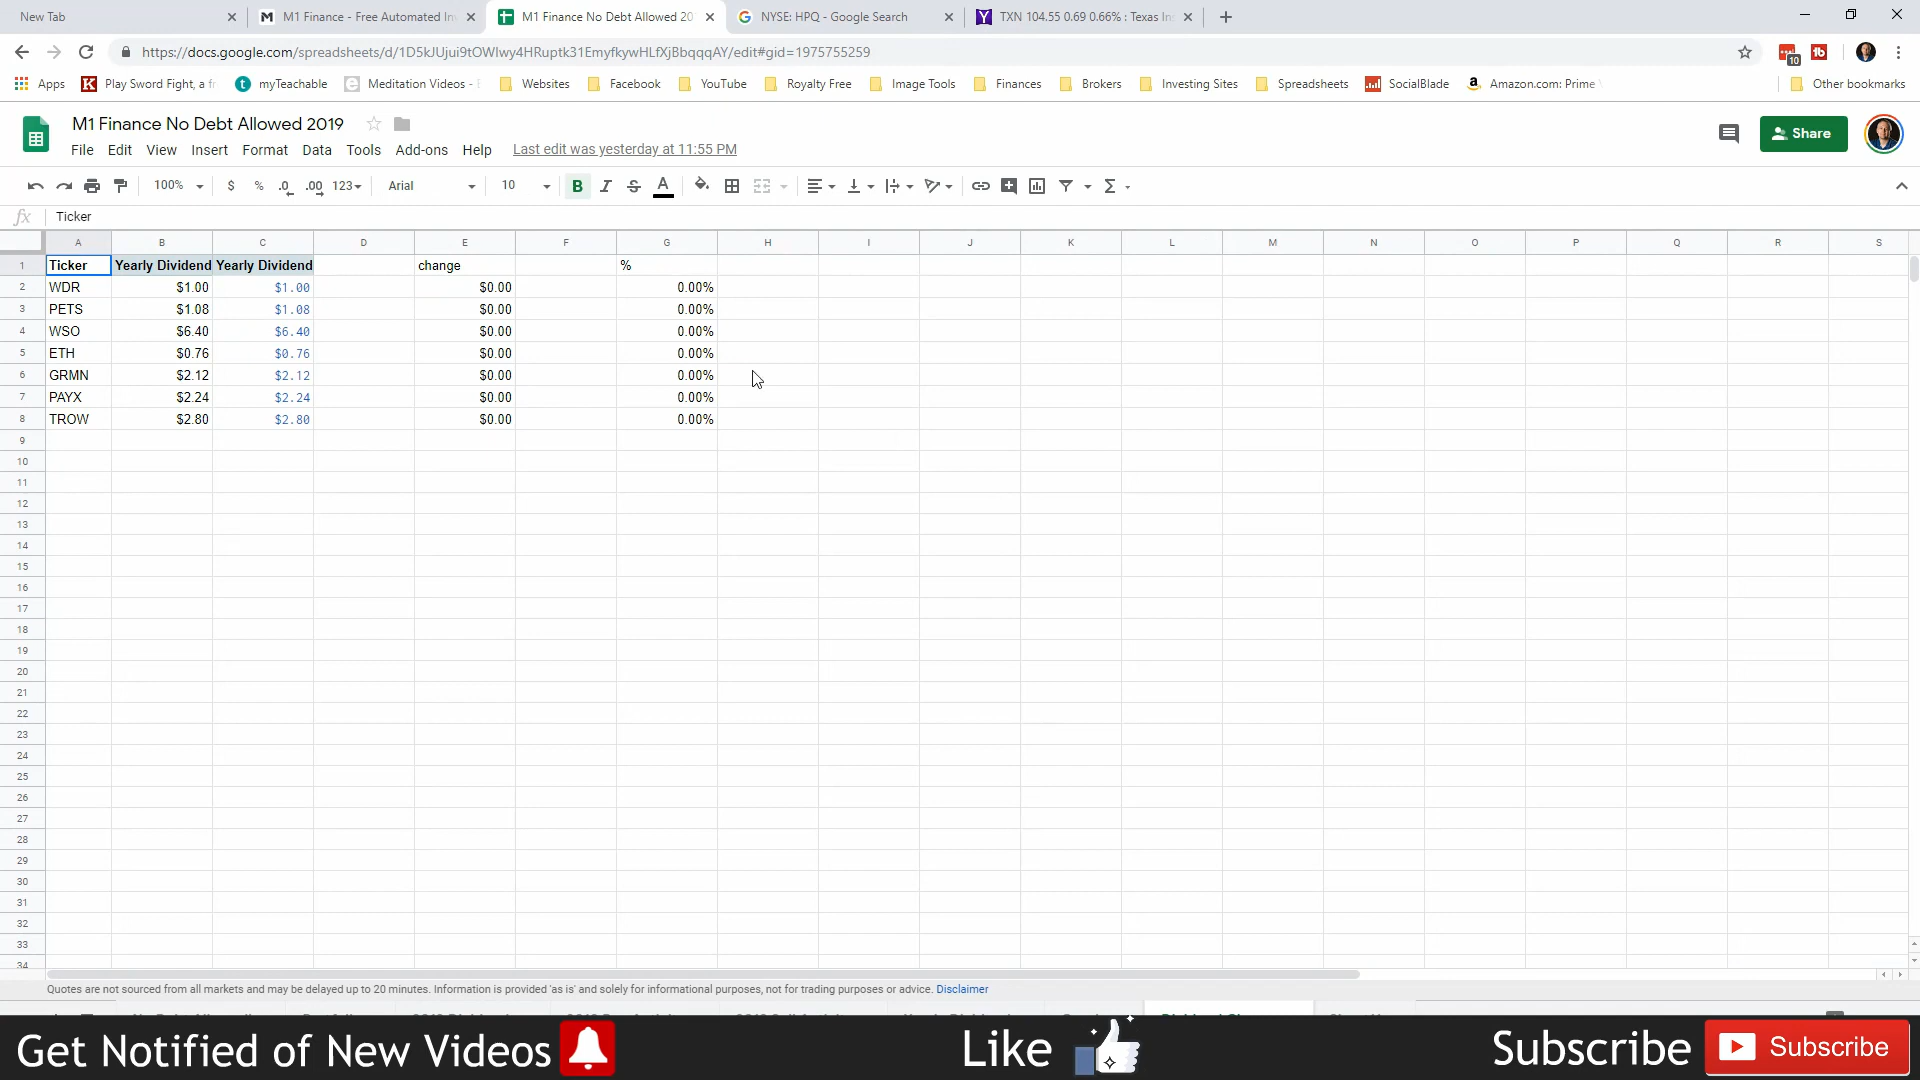 New Tab
M1 Finance - Free Automated In
M1 Finance No Debt Allowed 20
NYSE: HPQ - Google Search
TXN 104.55 0.69 0.66% : Texas In
https://docs.google.com/spreadsheets/d/1D5kJUjui9tOWlwy4HRuptk31EmyfkywHLfXjBbqqqAY/edit#gid=1975755259
10
Apps
Play Sword Fight, a fr
myTeachable
Meditation Videos -
Websites
Facebook
YouTube
Royalty Free
Image Tools
Finances
Brokers
Investing Sites
Spreadsheets
SocialBlade
Amazon.com: Prime
Other bookmarks
M1 Finance No Debt Allowed 2019
Share
File Edit View Insert Format Data Tools Add-ons Help Last edit was yesterday at 11:55 PM
100% $ % .0 .00 123 Arial 10 B I S A
fx Ticker
A B C D E F G H I J K L M N O P Q R S
1 Ticker Yearly Dividend Yearly Dividend change %
2 WDR $1.00 $1.00 $0.00 0.00%
3 PETS $1.08 $1.08 $0.00 0.00%
4 WSO $6.40 $6.40 $0.00 0.00%
5 ETH $0.76 $0.76 $0.00 0.00%
6 GRMN $2.12 $2.12 $0.00 0.00%
7 PAYX $2.24 $2.24 $0.00 0.00%
8 TROW $2.80 $2.80 $0.00 0.00%
9
10
11
12
13
14
15
16
17
18
19
20
21
22
23
24
25
26
27
28
29
30
31
32
33
34
Quotes are not sourced from all markets and may be delayed up to 20 minutes. Information is provided 'as is' and solely for informational purposes, not for trading purposes or advice. Disclaimer
Get Notified of New Videos
Like
Subscribe
Subscribe